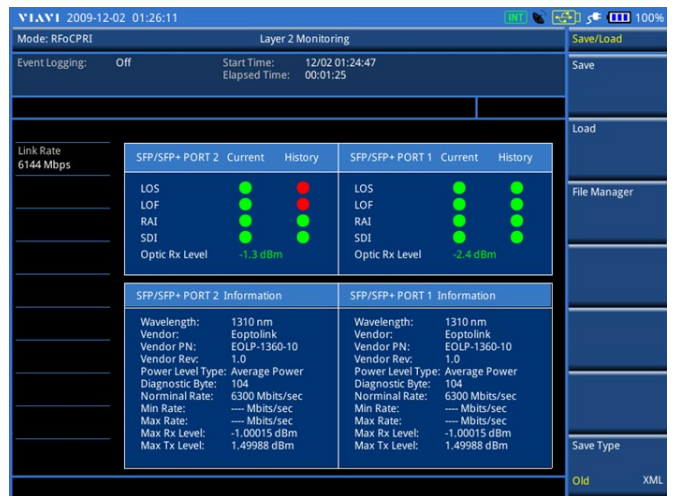 VIAVI 2009-12-02 01:26:11 INT 100%
Mode: RFoCPRI Layer 2 Monitoring Save/Load
Event Logging: Off Start Time: 12/02 01:24:47
Elapsed Time: 00:01:25
Save
Load
File Manager
Save Type
Old XML
Link Rate
6144 Mbps
SFP/SFP+ PORT 2 Current History
LOS
LOF
RAI
SDI
Optic Rx Level -1.3 dBm
SFP/SFP+ PORT 1 Current History
LOS
LOF
RAI
SDI
Optic Rx Level -2.4 dBm
SFP/SFP+ PORT 2 Information
Wavelength: 1310 nm
Vendor: Eoptolink
Vendor PN: EOLP-1360-10
Vendor Rev: 1.0
Power Level Type: Average Power
Diagnostic Byte: 104
Norminal Rate: 6300 Mbits/sec
Min Rate: ---- Mbits/sec
Max Rate: ---- Mbits/sec
Max Rx Level: -1.00015 dBm
Max Tx Level: 1.49988 dBm
SFP/SFP+ PORT 1 Information
Wavelength: 1310 nm
Vendor: Eoptolink
Vendor PN: EOLP-1360-10
Vendor Rev: 1.0
Power Level Type: Average Power
Diagnostic Byte: 104
Norminal Rate: 6300 Mbits/sec
Min Rate: ---- Mbits/sec
Max Rate: ---- Mbits/sec
Max Rx Level: -1.00015 dBm
Max Tx Level: 1.49988 dBm